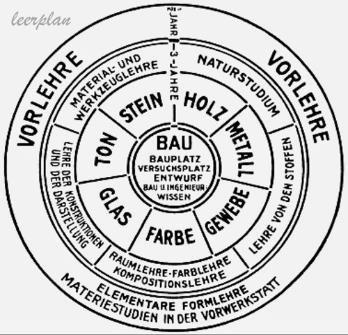 leerplan
½ JAHR
3-JAHRE
VORLEHRE
VORLEHRE
ELEMENTARE FORMLEHRE
MATERIESTUDIEN IN DER VORWERKSTATT
NATURSTUDIUM
LEHRE VON DEN STOFFEN
RAUMLEHRE-FARBLEHRE
KOMPOSITIONSLEHRE
LEHRE DER KONSTRUKTIONEN
UND DER DARSTELLUNG
MATERIAL-UND
WERKZEUGLEHRE
STEIN
HOLZ
METALL
GEWEBE
FARBE
GLAS
TON
BAU
BAUPLATZ
VERSUCHSPLATZ
ENTWURF
BAU U. INGENIEUR-
WISSEN